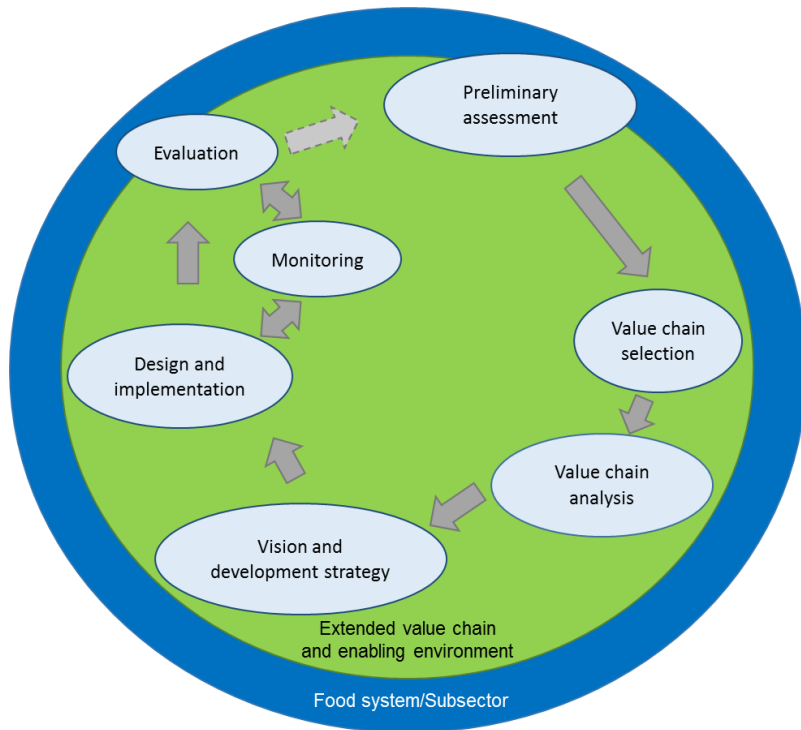 Preliminary
assessment
Evaluation
Monitoring
Value chain
selection
Design and
implementation
Value chain
analysis
Vision and
development strategy
Extended value chain
and enabling environment
Food system/Subsector